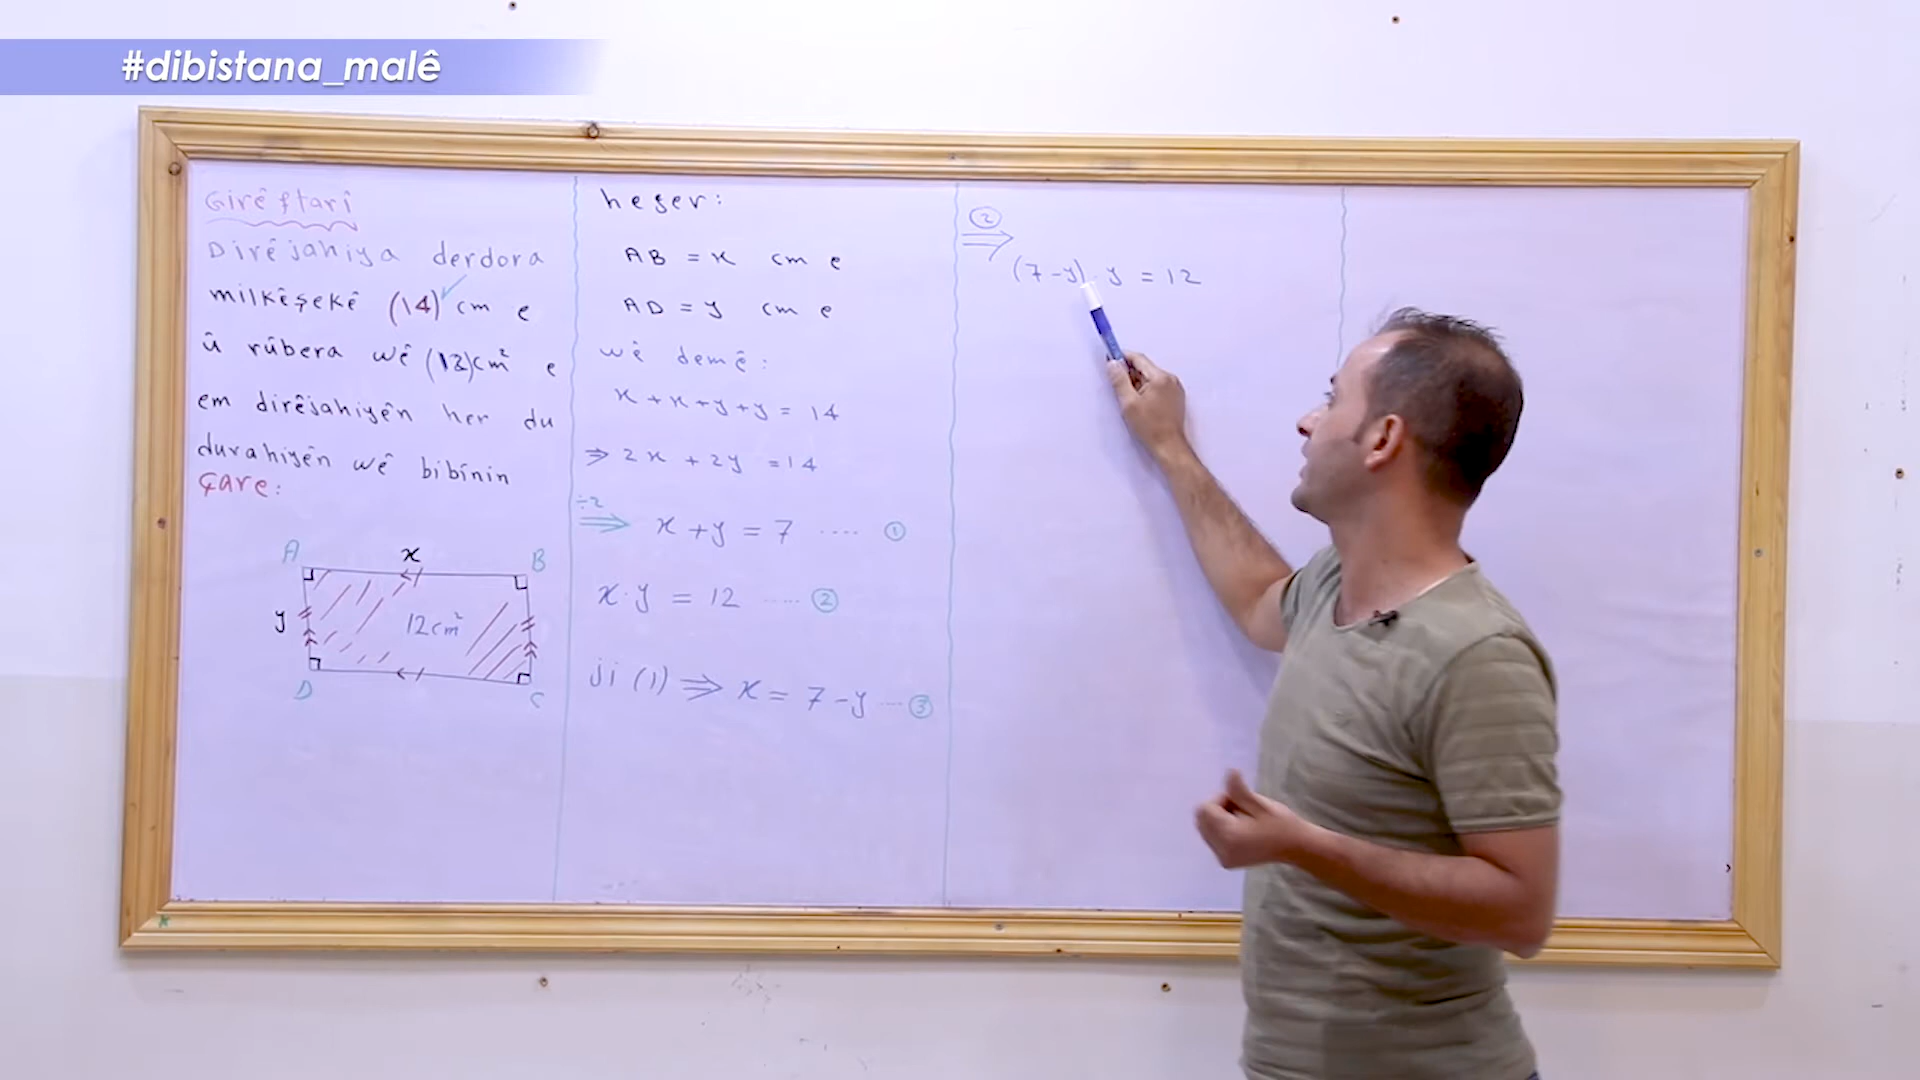 #dibistana_malê
Girêftarî
Dirêjahiya derdora
milkêşekê (14) cm e
û rûbera wê (12)cm² e
em dirêjahiyên her du
durahiyên wê bibînin
Çare:
A x B
y 12cm²
D C
heger:
AB = x cm e
AD = y cm e
wê demê:
x + x + y + y = 14
⇒ 2x + 2y = 14
÷2
⇒ x + y = 7 .... ①
x · y = 12 ..... ②
ji (1) ⇒ x = 7 - y .... ③
②
⇒
(7 - y) · y = 12